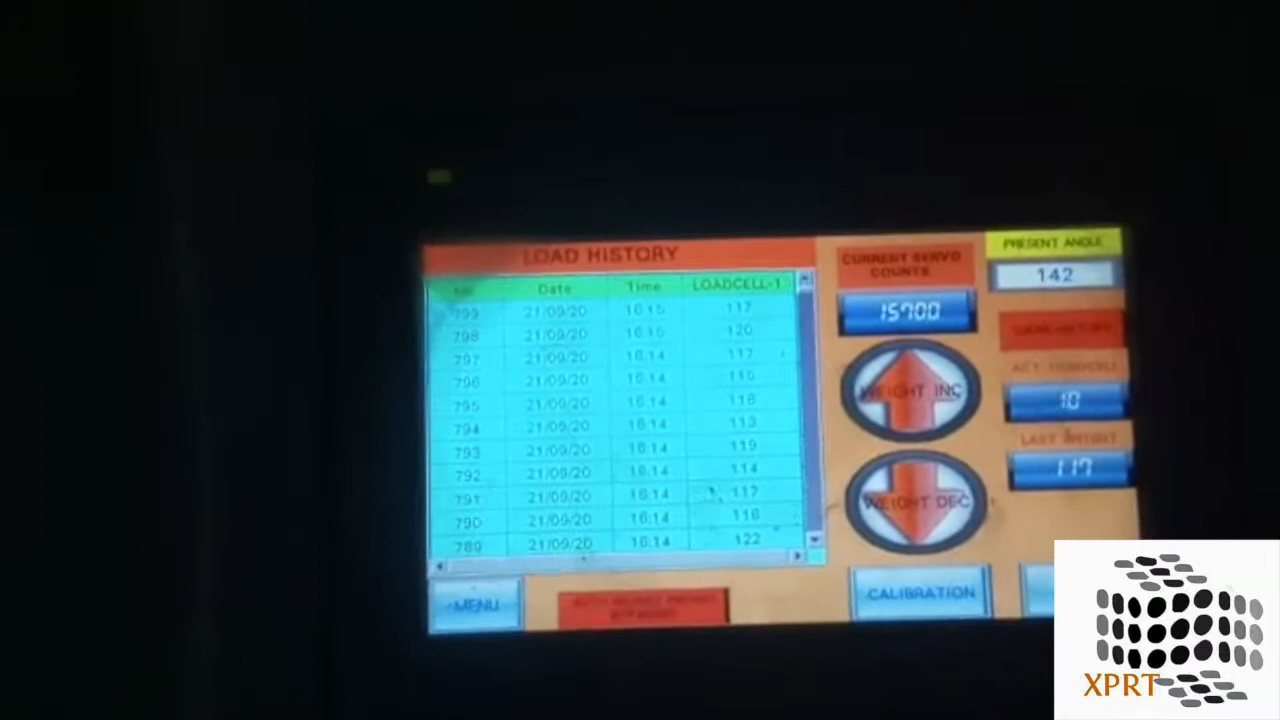 LOAD HISTORY
Date Time LOADCELL-1
799 21/09/20 16:15 117
798 21/09/20 16:15 120
797 21/09/20 16:14 117
796 21/09/20 16:14
795 21/09/20 16:14 116
794 21/09/20 16:14 113
793 21/09/20 16:14 119
792 21/09/20 16:14 114
791 21/09/20 16:14 117
790 21/09/20 16:14 116
789 21/09/20 16:14 122
MENU
CURRENT SERVO
COUNTS
15700
WEIGHT INC
WEIGHT DEC
CALIBRATION
PRESENT ANGLE
142
ACT. LOADCELL
LAST WEIGHT
117
XPRT